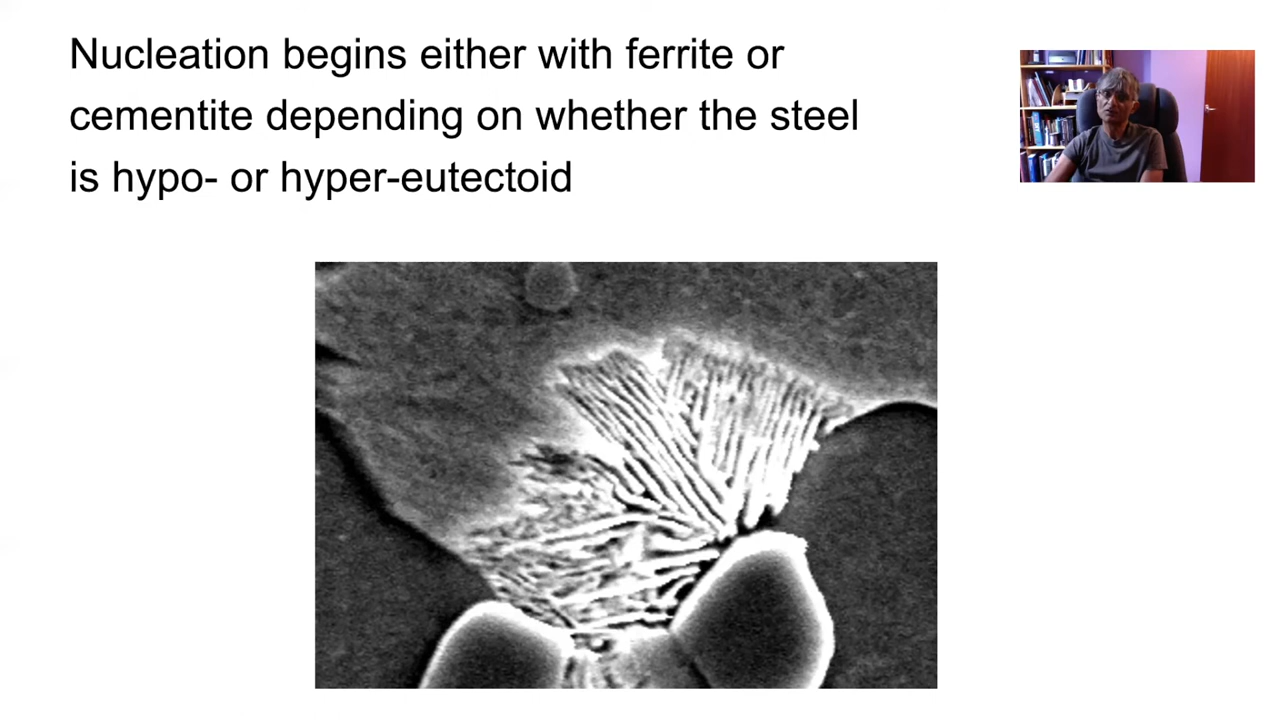 Nucleation begins either with ferrite or
cementite depending on whether the steel
is hypo- or hyper-eutectoid